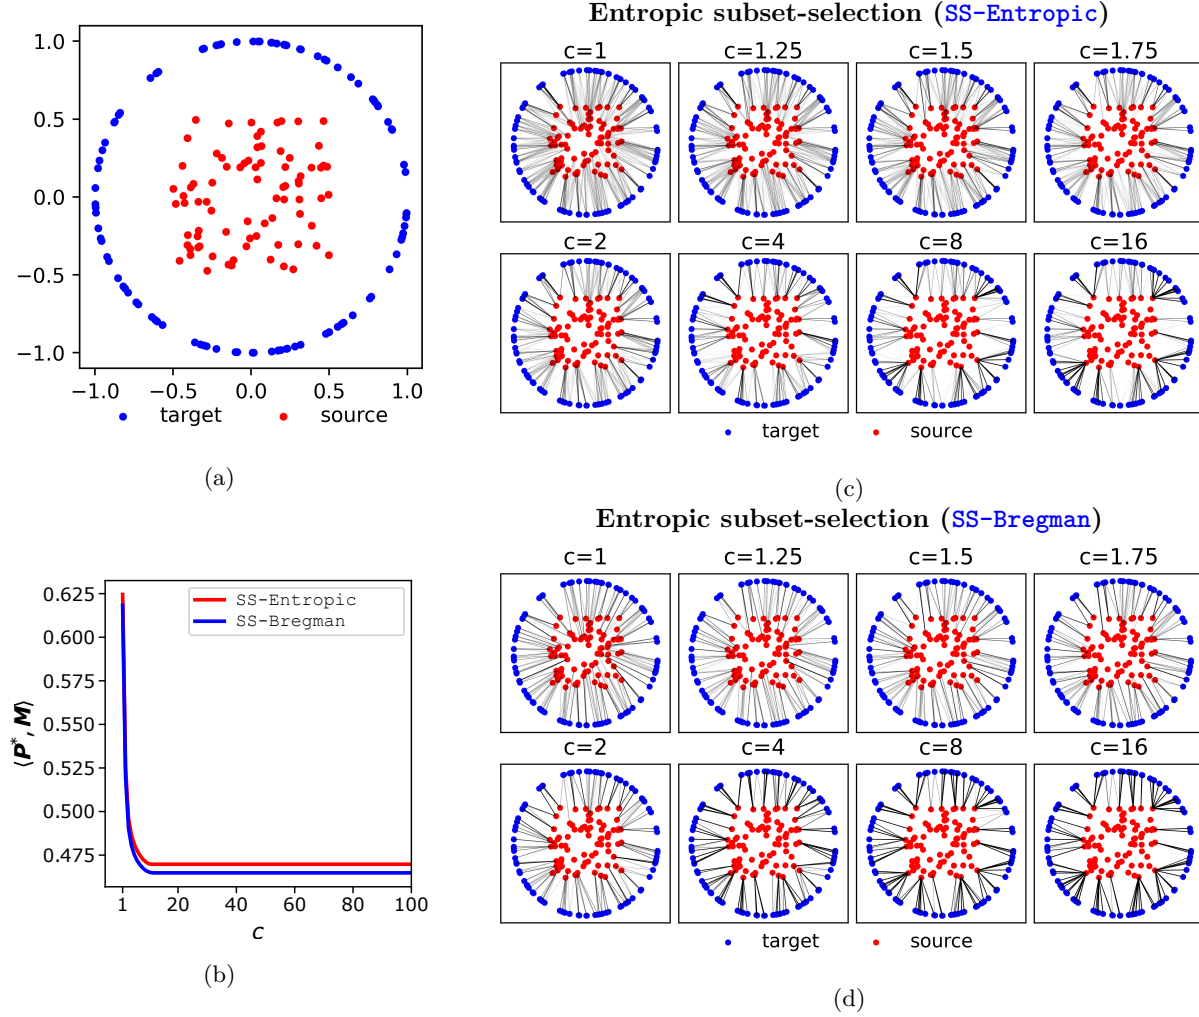 1.0
0.5
0.0
−0.5
−1.0
−1.0 −0.5 0.0 0.5 1.0
target source
(a)
0.625
0.600
0.575
0.550
0.525
0.500
0.475
⟨P*, M⟩
SS-Entropic
SS-Bregman
1 20 40 60 80 100
c
(b)
Entropic subset-selection (SS-Entropic)
c=1 c=1.25 c=1.5 c=1.75
c=2 c=4 c=8 c=16
target source
(c)
Entropic subset-selection (SS-Bregman)
c=1 c=1.25 c=1.5 c=1.75
c=2 c=4 c=8 c=16
target source
(d)